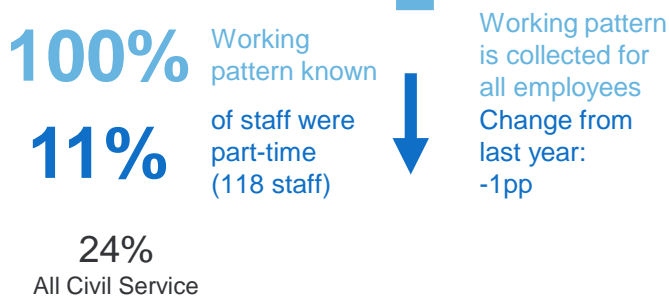 100%
Working
pattern known
Working pattern
is collected for
all employees
11%
of staff were
part-time
(118 staff)
Change from
last year:
-1pp
24%
All Civil Service